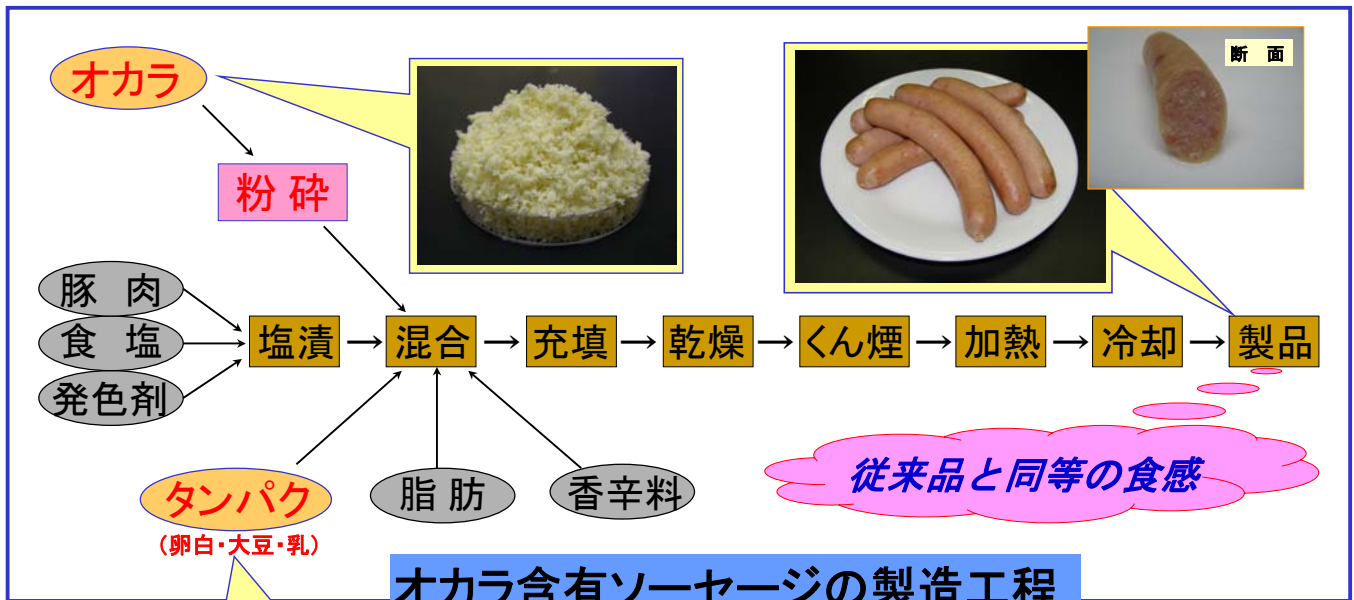 オカラ
断 面
粉 砕
豚 肉
食 塩
発色剤
塩漬
混合
充填
乾燥
くん煙
加熱
冷却
製品
従来品と同等の食感
タンパク
（卵白・大豆・乳）
脂 肪
香辛料
オカラ含有ソーセージの製造工程